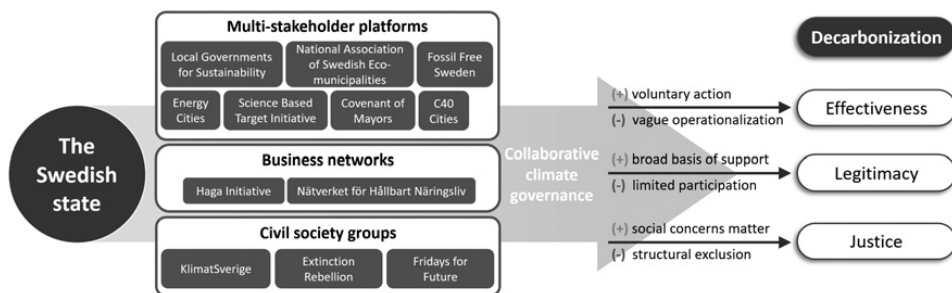 The
Swedish
state
Multi-stakeholder platforms
Local Governments
for Sustainability
National Association
of Swedish Eco-
municipalities
Fossil Free
Sweden
Energy
Cities
Science Based
Target Initiative
Covenant of
Mayors
C40
Cities
Business networks
Haga Initiative
Nätverket för Hållbart Näringsliv
Civil society groups
KlimatSverige
Extinction
Rebellion
Fridays for
Future
Collaborative
climate
governance
(+) voluntary action
(-) vague operationalization
(+) broad basis of support
(-) limited participation
(+) social concerns matter
(-) structural exclusion
Decarbonization
Effectiveness
Legitimacy
Justice